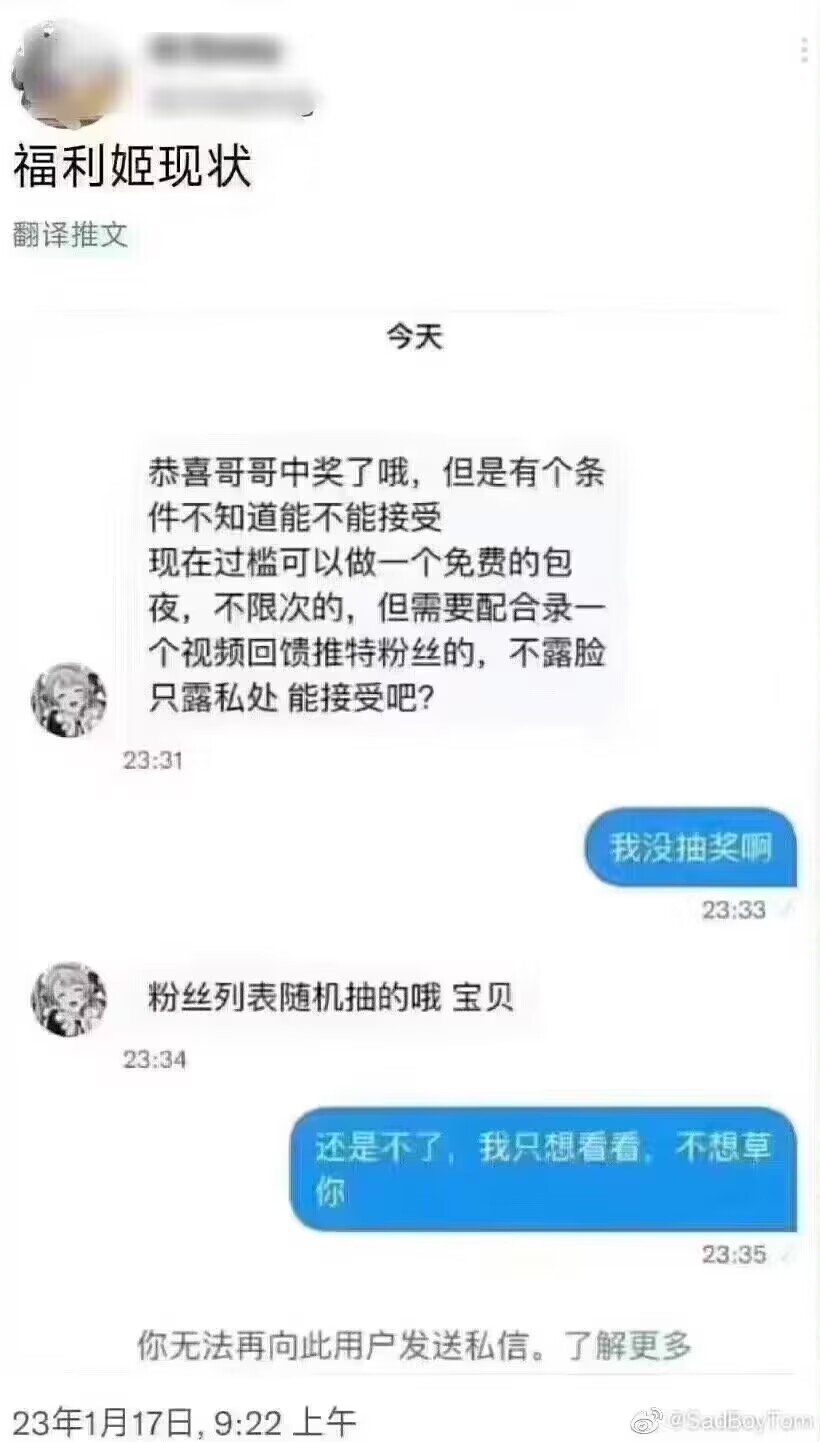 福利姬现状
翻译推文
今天
恭喜哥哥中奖了哦，但是有个条
件不知道能不能接受
现在过槛可以做一个免费的包
夜，不限次的，但需要配合录一
个视频回馈推特粉丝的，不露脸
只露私处 能接受吧？
23:31
我没抽奖啊
23:33
粉丝列表随机抽的哦 宝贝
23:34
还是不了，我只想看看，不想草
你
23:35
你无法再向此用户发送私信。了解更多
23年1月17日, 9:22 上午
@SadBoyTom